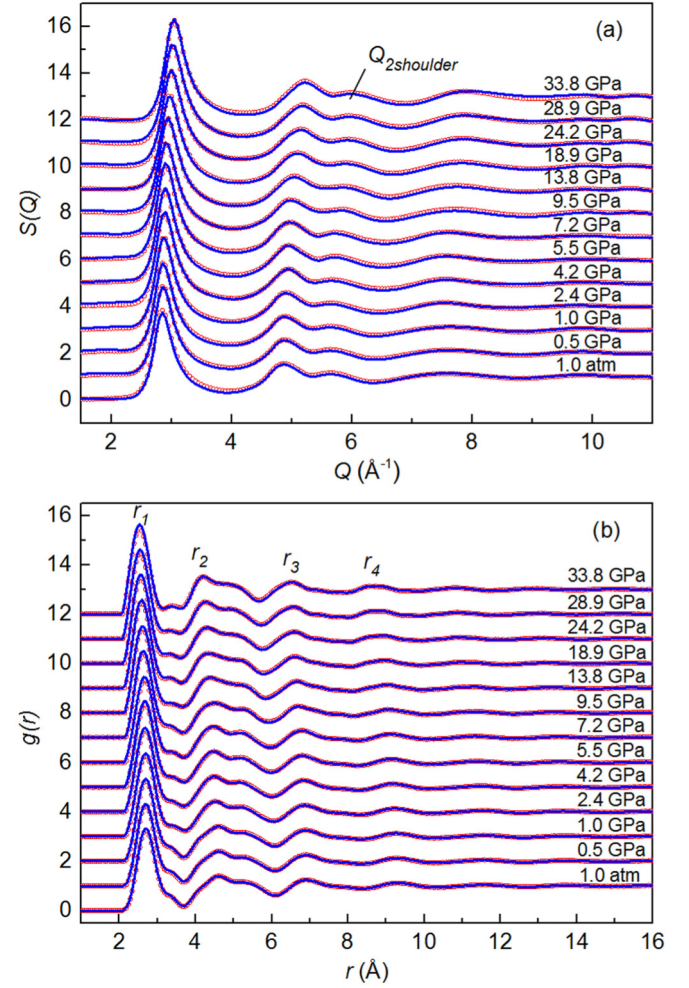 (a)
16
14
12
10
8
6
4
2
0
S(Q)
Q2shoulder
33.8 GPa
28.9 GPa
24.2 GPa
18.9 GPa
13.8 GPa
9.5 GPa
7.2 GPa
5.5 GPa
4.2 GPa
2.4 GPa
1.0 GPa
0.5 GPa
1.0 atm
2 4 6 8 10
Q (Å-1)
(b)
16
14
12
10
8
6
4
2
0
g(r)
r1 r2 r3 r4
33.8 GPa
28.9 GPa
24.2 GPa
18.9 GPa
13.8 GPa
9.5 GPa
7.2 GPa
5.5 GPa
4.2 GPa
2.4 GPa
1.0 GPa
0.5 GPa
1.0 atm
2 4 6 8 10 12 14 16
r (Å)